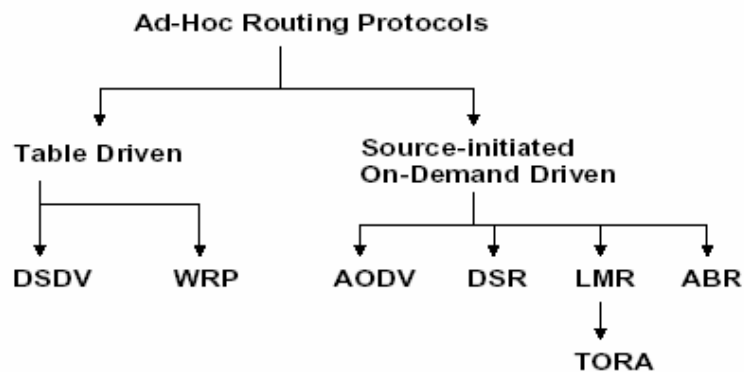 Ad-Hoc Routing Protocols
Table Driven
Source-initiated
On-Demand Driven
DSDV
WRP
AODV
DSR
LMR
ABR
TORA